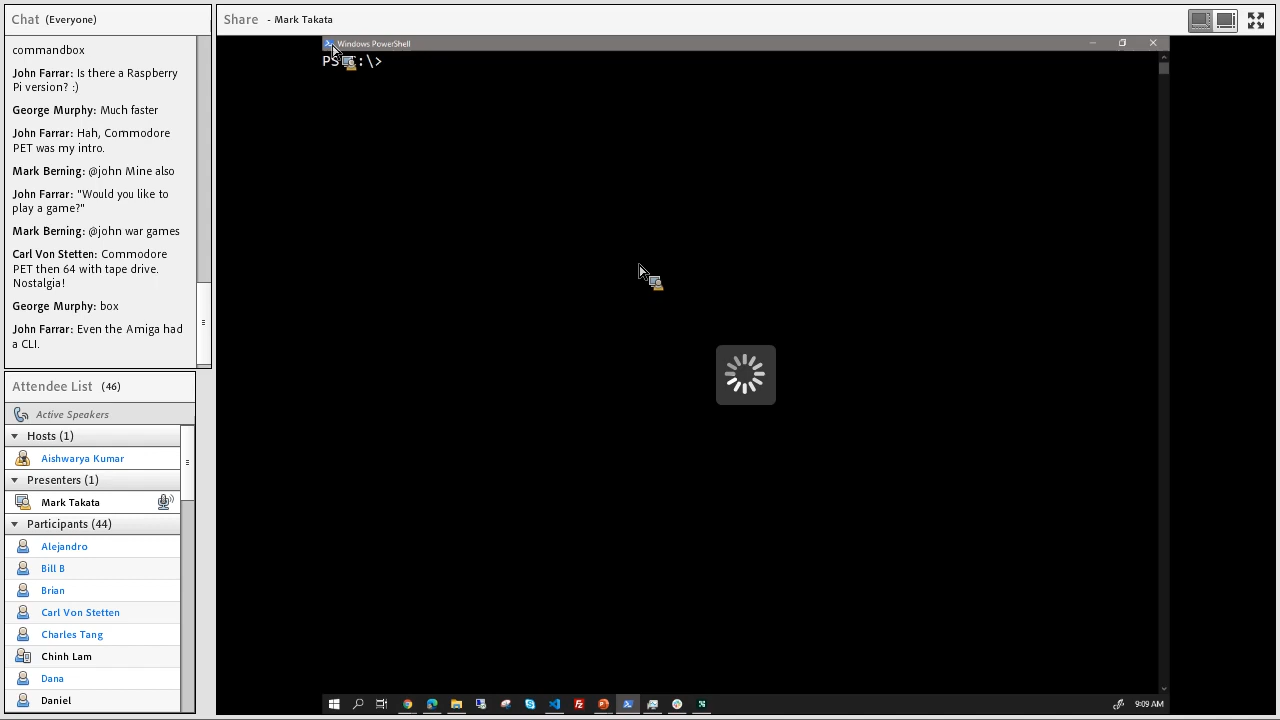 Chat (Everyone)
commandbox
John Farrar: Is there a Raspberry
Pi version? :)
George Murphy: Much faster
John Farrar: Hah, Commodore
PET was my intro.
Mark Berning: @john Mine also
John Farrar: "Would you like to
play a game?"
Mark Berning: @john war games
Carl Von Stetten: Commodore
PET then 64 with tape drive.
Nostalgia!
George Murphy: box
John Farrar: Even the Amiga had
a CLI.
Attendee List (46)
Active Speakers
Hosts (1)
Aishwarya Kumar
Presenters (1)
Mark Takata
Participants (44)
Alejandro
Bill B
Brian
Carl Von Stetten
Charles Tang
Chinh Lam
Dana
Daniel
Share - Mark Takata
Windows PowerShell
PS :\>
9:09 AM